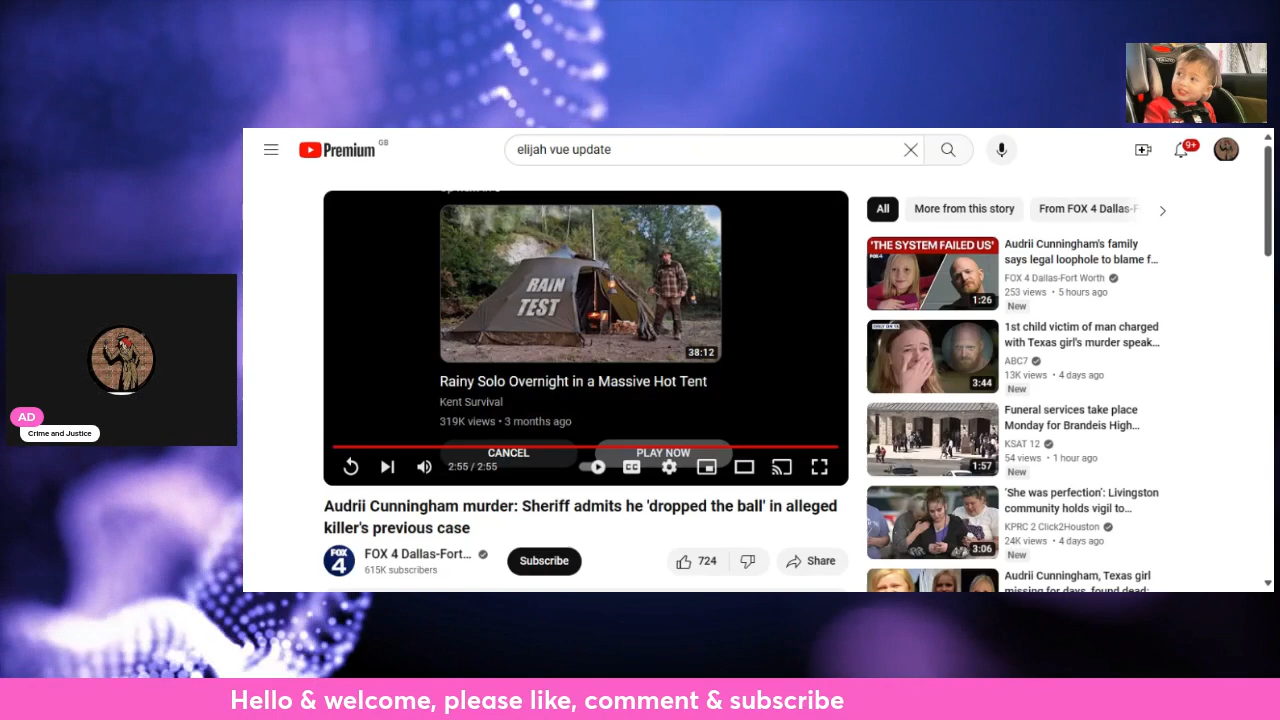 Premium GB
elijah vue update
9+
RAIN
TEST
38:12
Rainy Solo Overnight in a Massive Hot Tent
Kent Survival
319K views • 3 months ago
CANCEL
PLAY NOW
2:55 / 2:55
CC
Audrii Cunningham murder: Sheriff admits he 'dropped the ball' in alleged
killer's previous case
FOX
4
FOX 4 Dallas-Fort...
615K subscribers
Subscribe
724
Share
All
More from this story
From FOX 4 Dallas-F
'THE SYSTEM FAILED US'
1:26
Audrii Cunningham's family
says legal loophole to blame f...
FOX 4 Dallas-Fort Worth
253 views • 5 hours ago
New
3:44
1st child victim of man charged
with Texas girl's murder speak...
ABC7
13K views • 4 days ago
New
1:57
Funeral services take place
Monday for Brandeis High...
KSAT 12
54 views • 1 hour ago
New
3:06
'She was perfection': Livingston
community holds vigil to...
KPRC 2 Click2Houston
24K views • 4 days ago
New
Audrii Cunningham, Texas girl
missing for days, found dead:
AD
Crime and Justice
Hello & welcome, please like, comment & subscribe